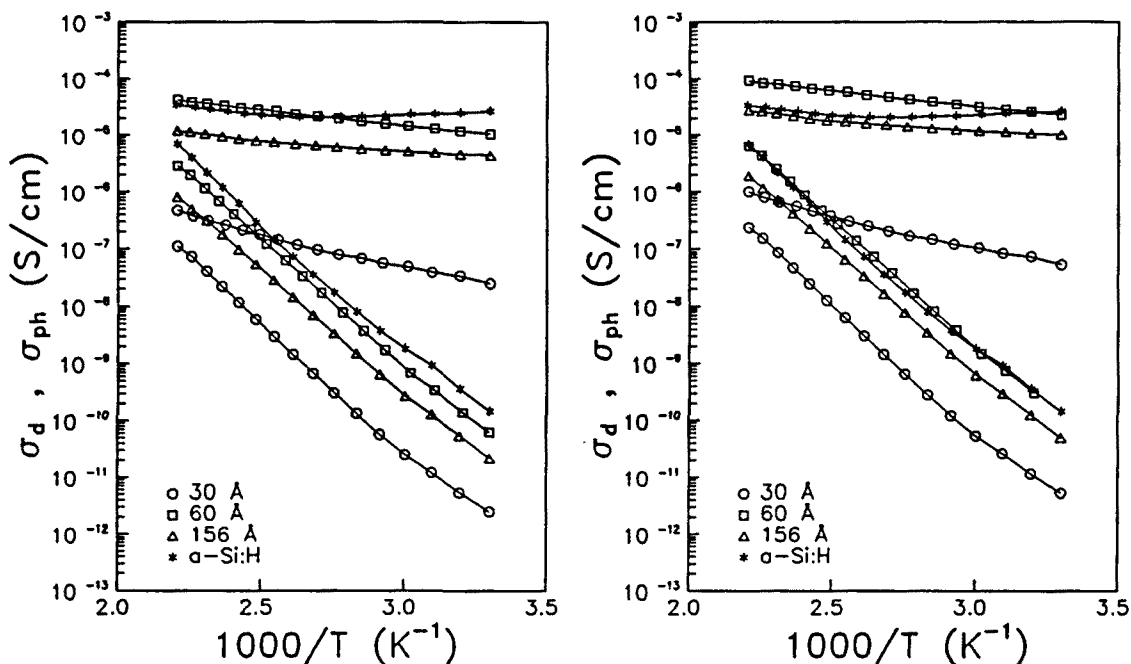 10⁻³
10⁻⁴
10⁻⁵
10⁻⁶
10⁻⁷
10⁻⁸
10⁻⁹
10⁻¹⁰
10⁻¹¹
10⁻¹²
10⁻¹³
σd , σph (S/cm)
30 Å
60 Å
156 Å
a-Si:H
2.0 2.5 3.0 3.5
1000/T (K⁻¹)
10⁻³
10⁻⁴
10⁻⁵
10⁻⁶
10⁻⁷
10⁻⁸
10⁻⁹
10⁻¹⁰
10⁻¹¹
10⁻¹²
10⁻¹³
σd , σph (S/cm)
30 Å
60 Å
156 Å
a-Si:H
2.0 2.5 3.0 3.5
1000/T (K⁻¹)